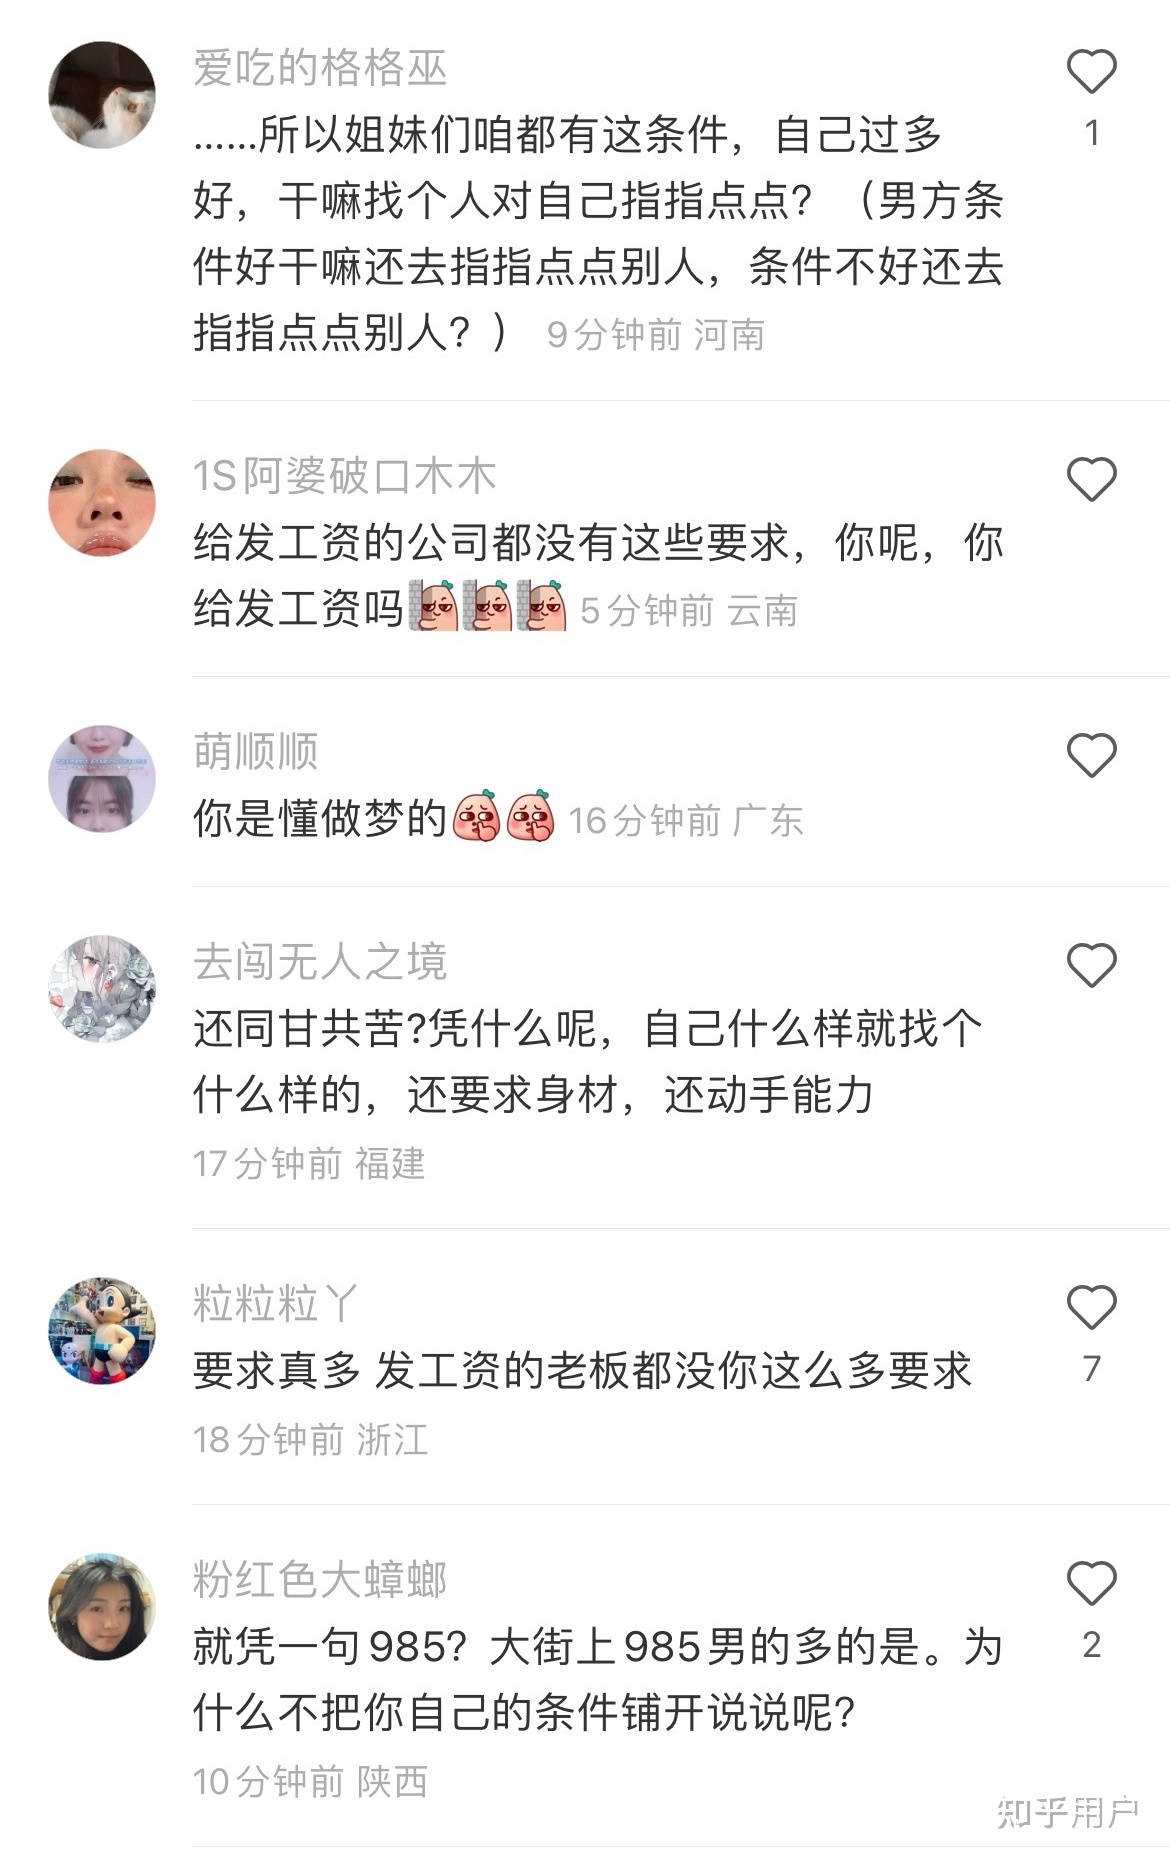 爱吃的格格巫
……所以姐妹们咱都有这条件，自己过多
1
好，干嘛找个人对自己指指点点？（男方条
件好干嘛还去指指点点别人，条件不好还去
指指点点别人？） 9分钟前 河南
1S阿婆破口木木
给发工资的公司都没有这些要求，你呢，你
给发工资吗 5分钟前 云南
萌顺顺
你是懂做梦的 16分钟前 广东
去闯无人之境
还同甘共苦?凭什么呢，自己什么样就找个
什么样的，还要求身材，还动手能力
17分钟前 福建
粒粒粒丫
要求真多 发工资的老板都没你这么多要求
7
18分钟前 浙江
粉红色大蟑螂
就凭一句985？大街上985男的多的是。为
2
什么不把你自己的条件铺开说说呢？
10分钟前 陕西
知乎用户